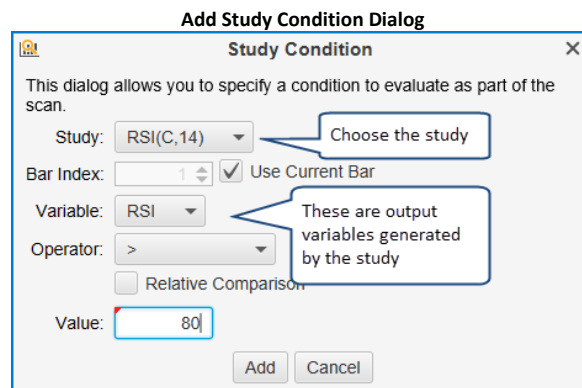 Add Study Condition Dialog
Study Condition
This dialog allows you to specify a condition to evaluate as part of the
scan.
Study: RSI(C,14)
Choose the study
Bar Index: 1 Use Current Bar
Variable: RSI
These are output
variables generated
by the study
Operator: >
Relative Comparison
Value: 80
Add Cancel